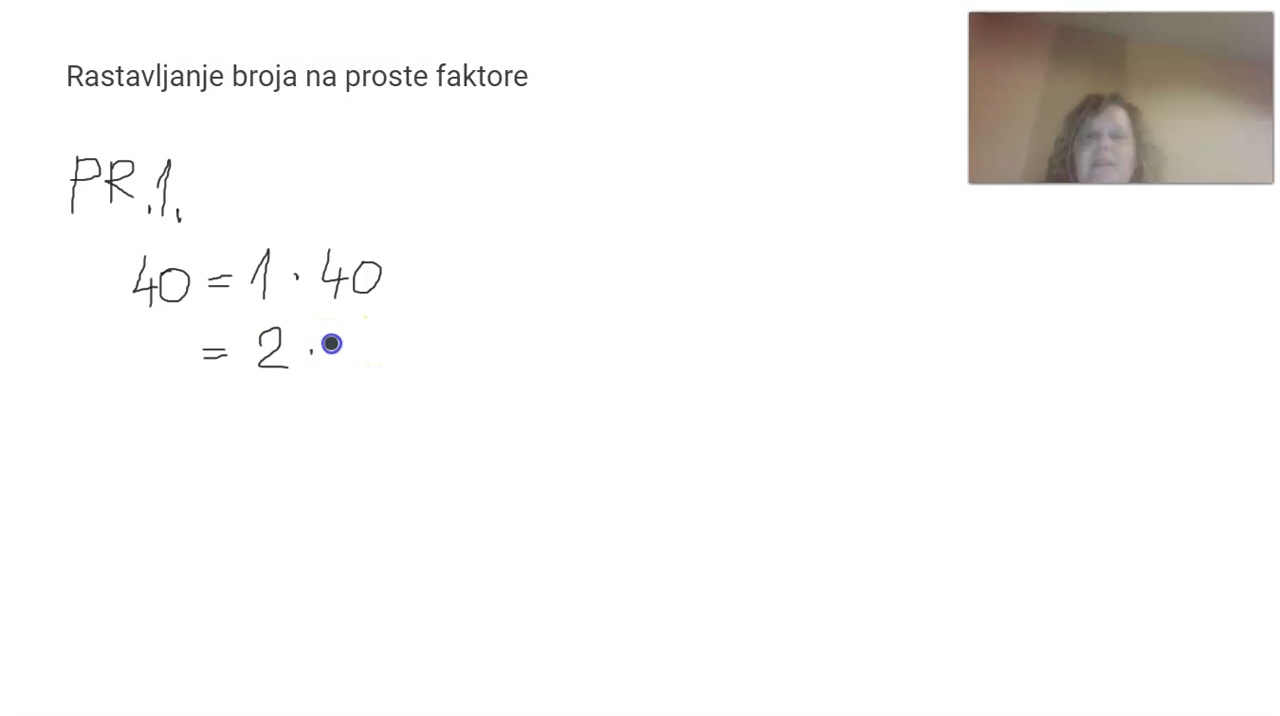 Rastavljanje broja na proste faktore
PR.1.
40 = 1 · 40
= 2 ·